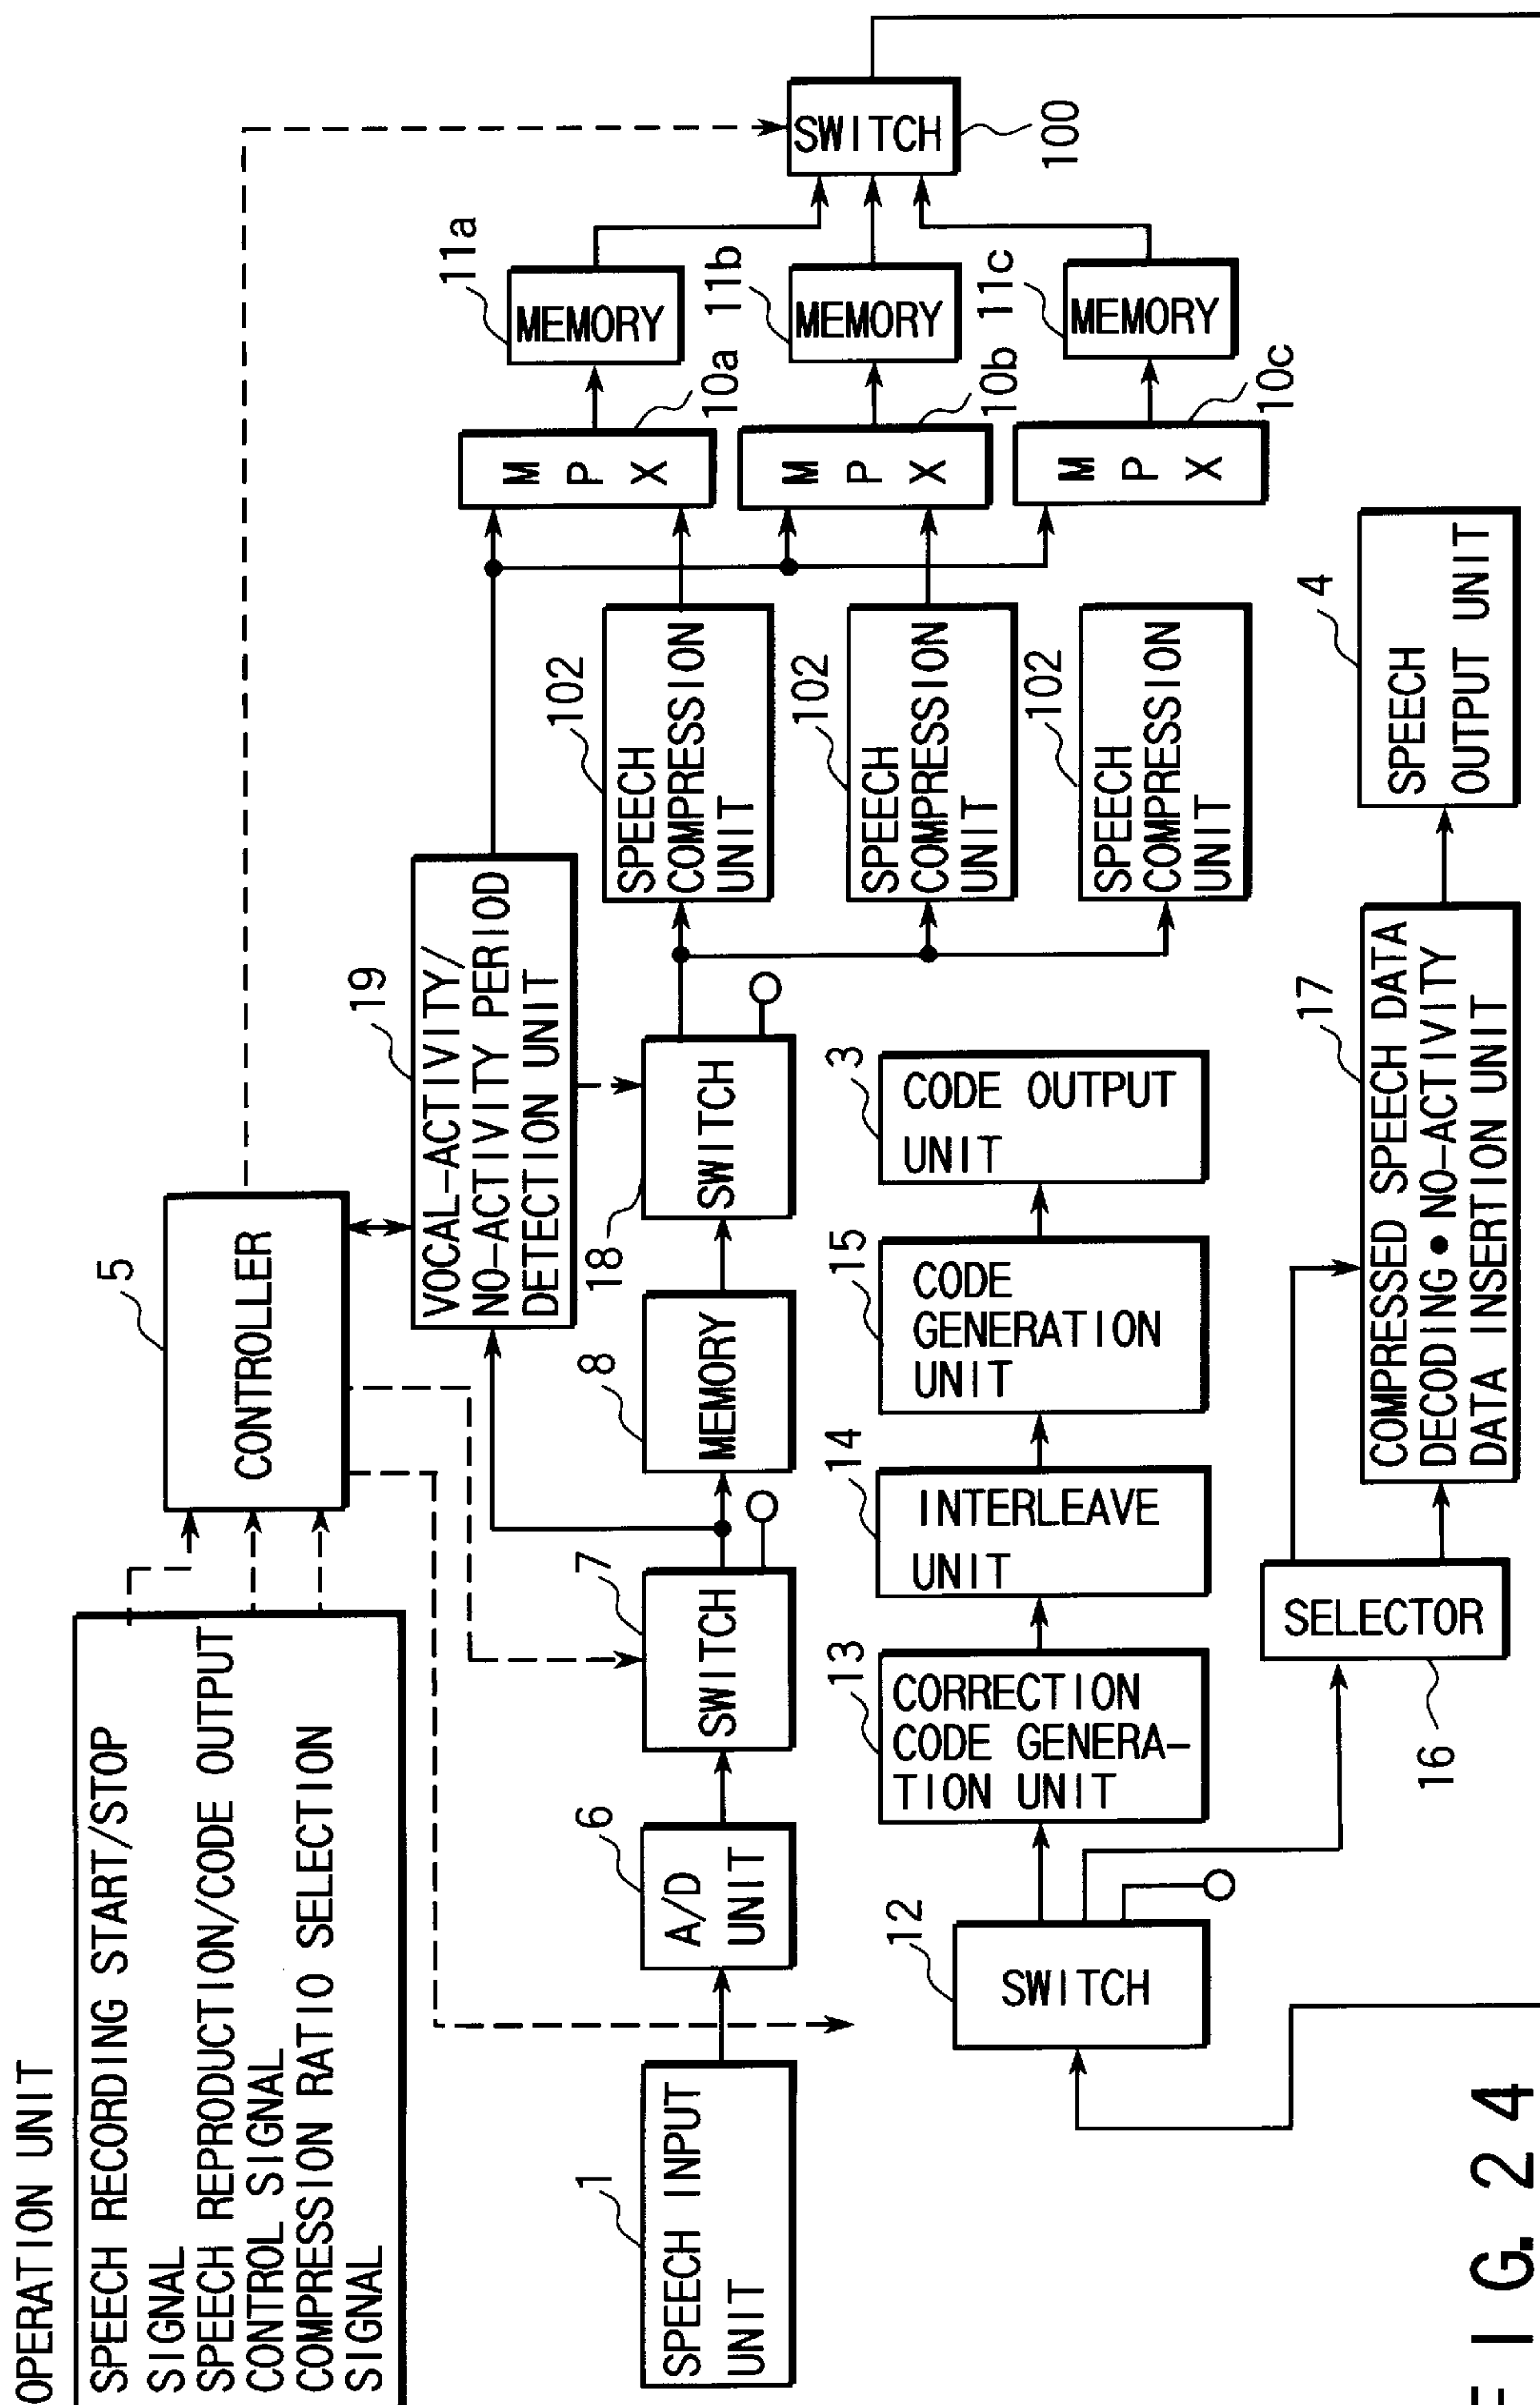 OPERATION UNIT
SPEECH RECORDING START/STOP
SIGNAL
SPEECH REPRODUCTION/CODE OUTPUT
CONTROL SIGNAL
COMPRESSION RATIO SELECTION
SIGNAL
5
CONTROLLER
19
VOCAL-ACTIVITY/
NO-ACTIVITY PERIOD
DETECTION UNIT
1
SPEECH INPUT
UNIT
6
A/D
UNIT
7
SWITCH
8
MEMORY
18
SWITCH
102
SPEECH
COMPRESSION
UNIT
102
SPEECH
COMPRESSION
UNIT
102
SPEECH
COMPRESSION
UNIT
M P X
10a
M P X
10b
M P X
10c
11a
MEMORY
11b
MEMORY
11c
MEMORY
SWITCH
100
12
SWITCH
13
CORRECTION
CODE GENERA-
TION UNIT
14
INTERLEAVE
UNIT
15
CODE
GENERATION
UNIT
3
CODE OUTPUT
UNIT
SELECTOR
16
17
COMPRESSED SPEECH DATA
DECODING • NO-ACTIVITY
DATA INSERTION UNIT
4
SPEECH
OUTPUT UNIT
FIG. 24